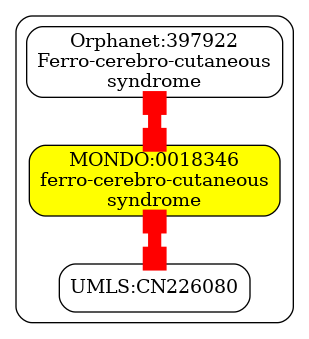 Orphanet:397922
Ferro-cerebro-cutaneous
syndrome
MONDO:0018346
ferro-cerebro-cutaneous
syndrome
UMLS:CN226080